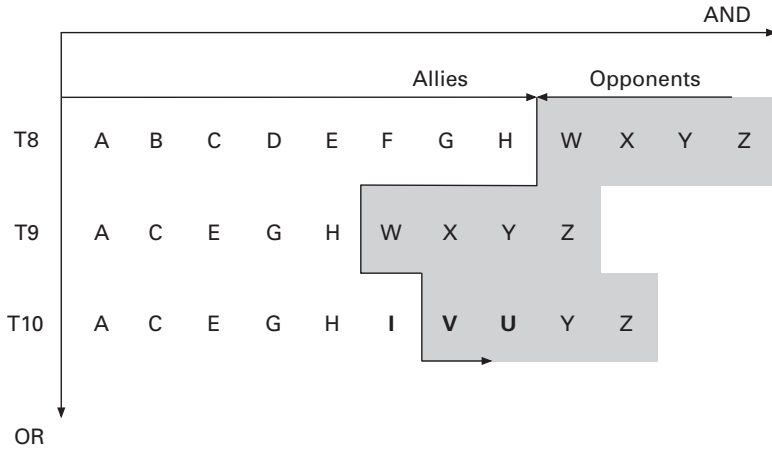 AND
Allies Opponents
T8 A B C D E F G H W X Y Z
T9 A C E G H W X Y Z
T10 A C E G H I V U Y Z
OR